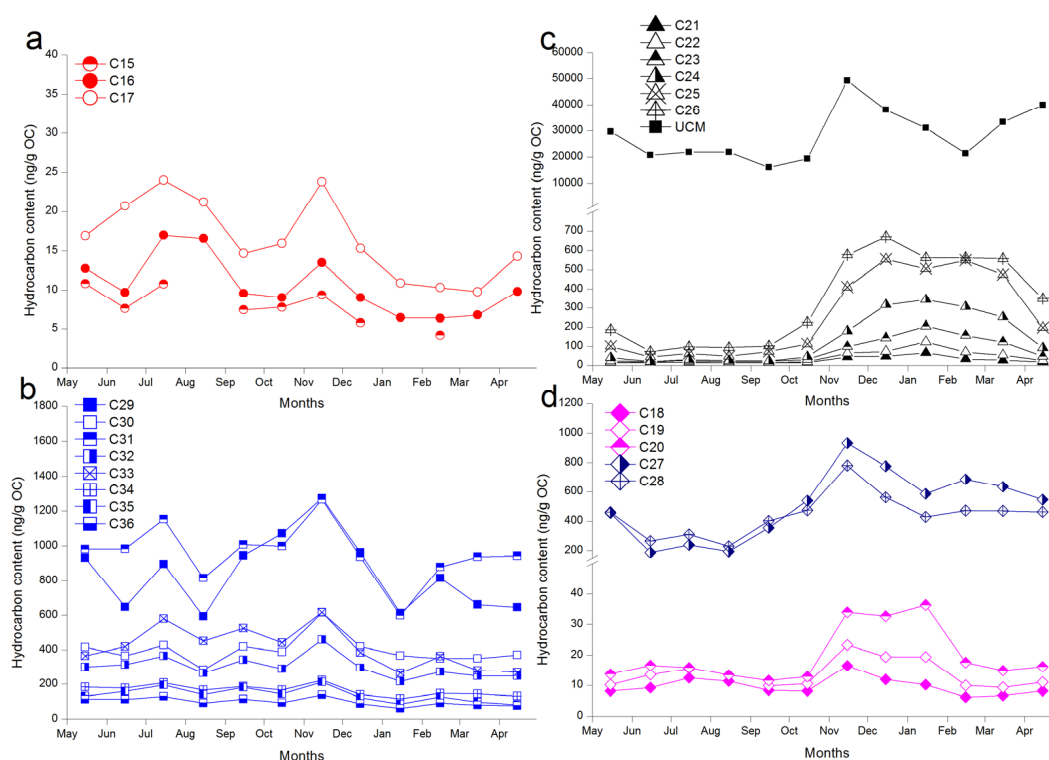 a
40
35
30
25
20
15
10
5
0
Hydrocarbon content (ng/g OC)
C15
C16
C17
May Jun Jul Aug Sep Oct Nov Dec Jan Feb Mar Apr
Months
b
1800
1600
1400
1200
1000
800
600
400
200
0
Hydrocarbon content (ng/g OC)
C29
C30
C31
C32
C33
C34
C35
C36
May Jun Jul Aug Sep Oct Nov Dec Jan Feb Mar Apr
Months
c
60000
50000
40000
30000
20000
10000
700
600
500
400
300
200
100
0
Hydrocarbon content (ng/g OC)
C21
C22
C23
C24
C25
C26
UCM
May Jun Jul Aug Sep Oct Nov Dec Jan Feb Mar Apr
Months
d
1200
1000
800
600
400
200
30
40
20
10
0
Hydrocarbon content (ng/g OC)
C18
C19
C20
C27
C28
May Jun Jul Aug Sep Oct Nov Dec Jan Feb Mar Apr
Months